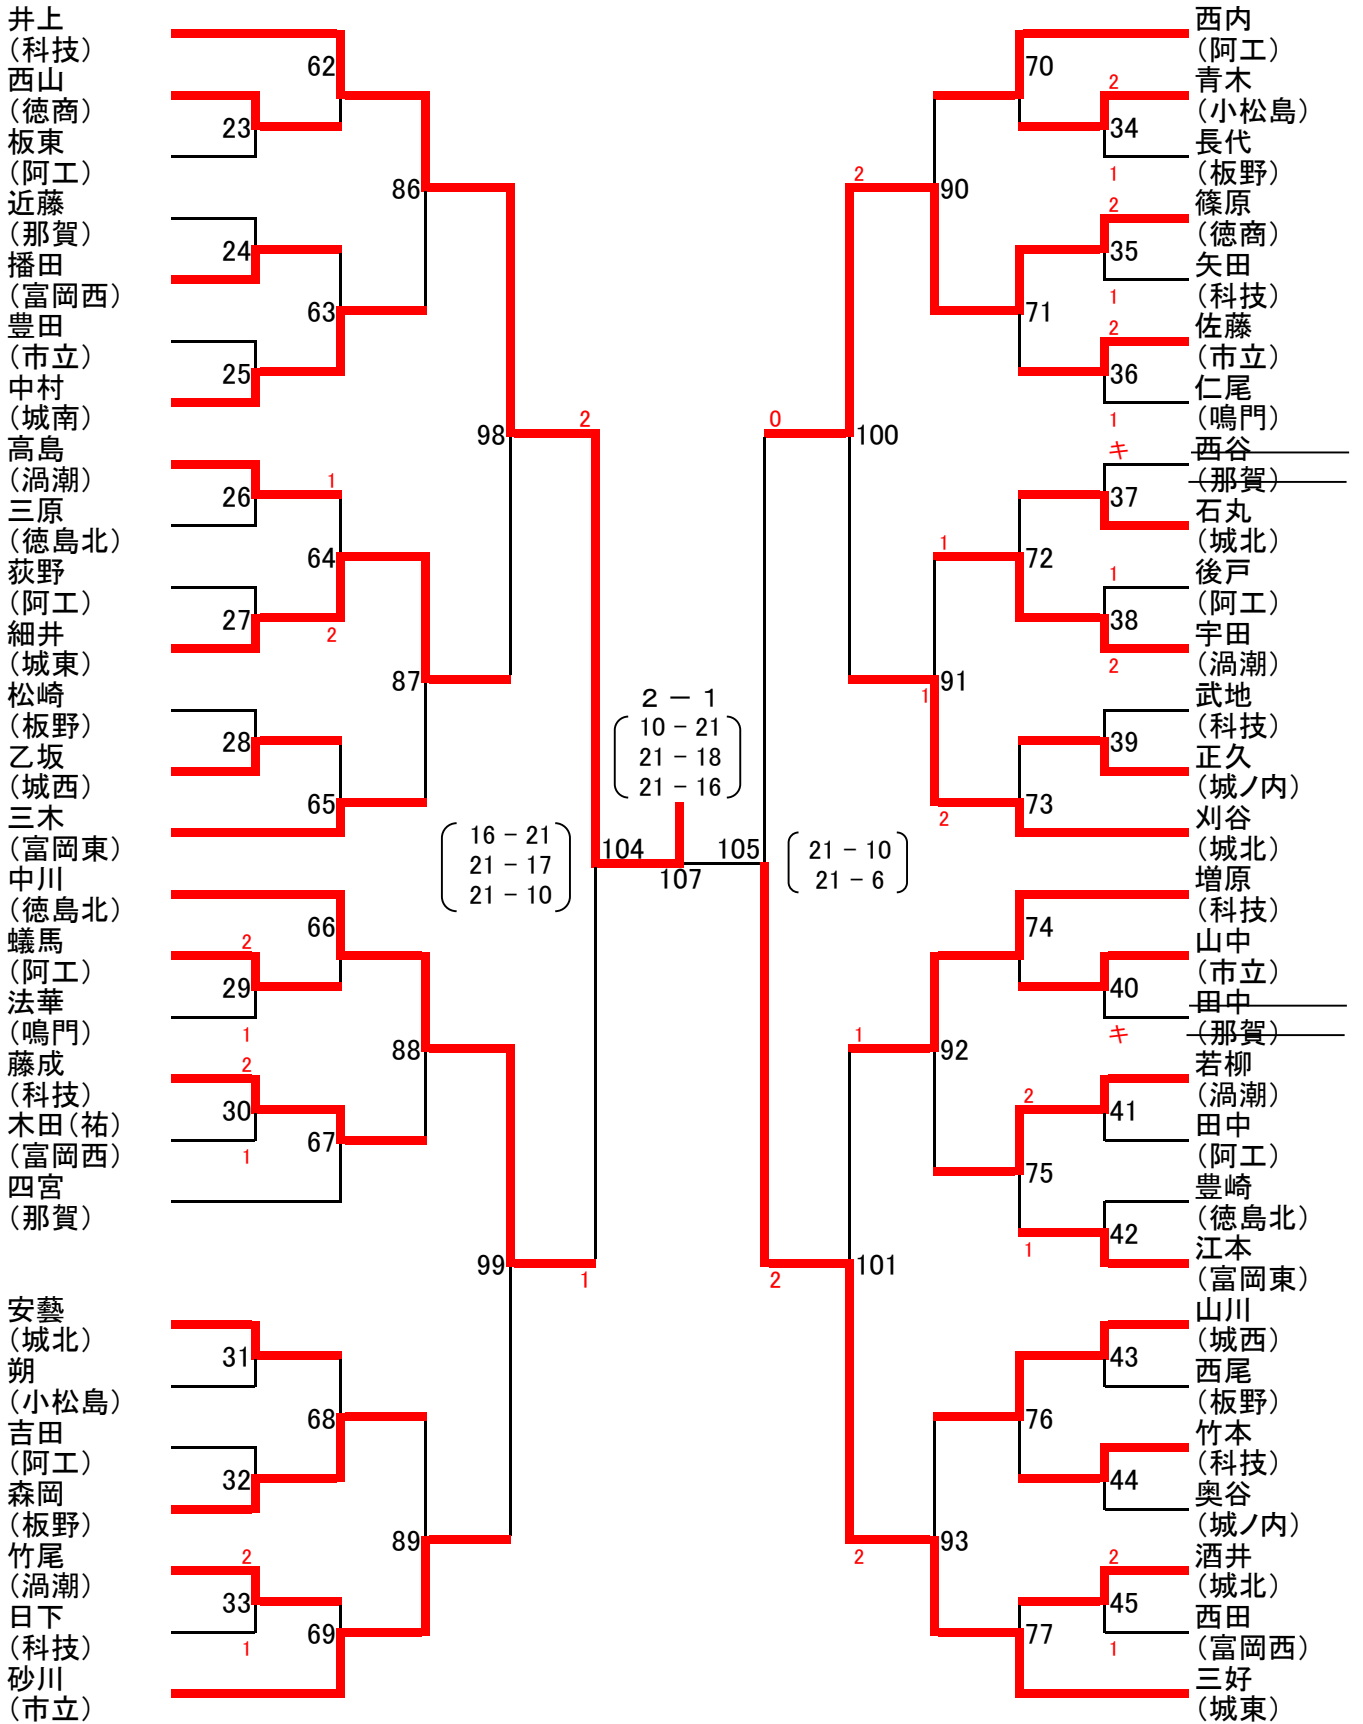 井上
(科技)
西山
(徳商)
板東
(阿工)
近藤
(那賀)
播田
(富岡西)
豊田
(市立)
中村
(城南)
高島
(渦潮)
三原
(徳島北)
荻野
(阿工)
細井
(城東)
松崎
(板野)
乙坂
(城西)
三木
(富岡東)
中川
(徳島北)
蟻馬
(阿工)
法華
(鳴門)
藤成
(科技)
木田(祐)
(富岡西)
四宮
(那賀)
安藝
(城北)
朔
(小松島)
吉田
(阿工)
森岡
(板野)
竹尾
(渦潮)
日下
(科技)
砂川
(市立)
23
24
25
26
27
28
2
29
1
2
30
1
31
32
2
33
1
62
63
1
64
2
65
66
67
68
69
86
87
88
89
98
99
2
104
1
16 - 21
21 - 17
21 - 10
2 - 1
10 - 21
21 - 18
21 - 16
107
105
21 - 10
21 - 6
0
2
100
101
2
1
2
90
1
91
1
2
92
93
70
71
72
73
74
2
75
1
76
77
2
34
1
2
35
1
2
36
1
キ
37
1
38
2
39
40
キ
41
42
43
44
2
45
1
西内
(阿工)
青木
(小松島)
長代
(板野)
篠原
(徳商)
矢田
(科技)
佐藤
(市立)
仁尾
(鳴門)
西谷
(那賀)
石丸
(城北)
後戸
(阿工)
宇田
(渦潮)
武地
(科技)
正久
(城ノ内)
刈谷
(城北)
増原
(科技)
山中
(市立)
田中
(那賀)
若柳
(渦潮)
田中
(阿工)
豊崎
(徳島北)
江本
(富岡東)
山川
(城西)
西尾
(板野)
竹本
(科技)
奥谷
(城ノ内)
酒井
(城北)
西田
(富岡西)
三好
(城東)